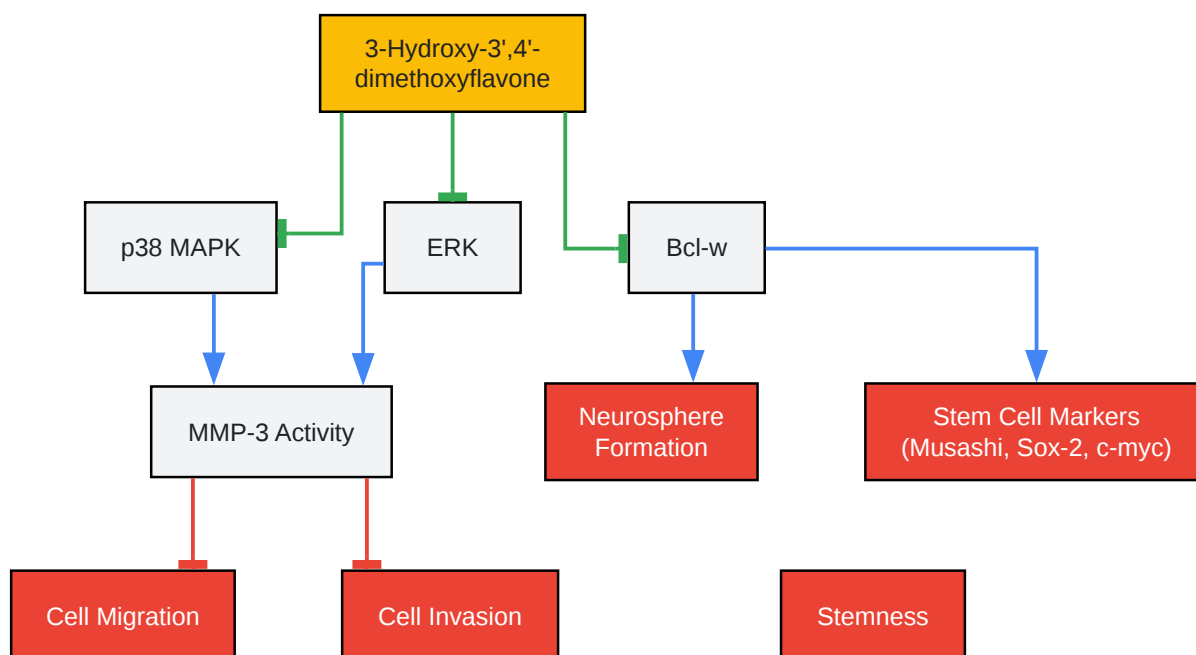 3-Hydroxy-3',4'-
dimethoxyflavone
p38 MAPK
ERK
Bcl-w
MMP-3 Activity
Neurosphere
Formation
Stem Cell Markers
(Musashi, Sox-2, c-myc)
Cell Migration
Cell Invasion
Stemness